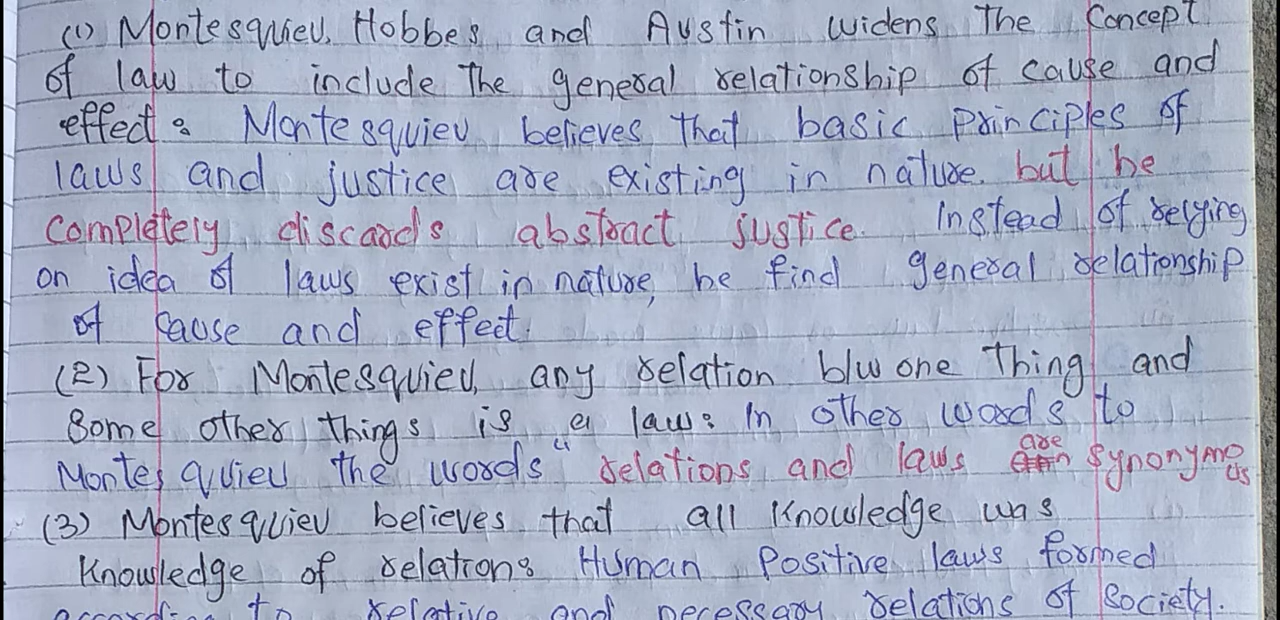 (1) Montesquieu, Hobbes and Austin widens the concept
of law to include The general relationship of cause and
effect: Montesquieu believes that basic principles of
laws and justice are existing in nature. but he
completely discards abstract justice. Instead of relying
on idea of laws exist in nature, he find general relationship
of cause and effect.
(2) For Montesquieu, any relation b/w one Thing and
Some other things is a law: In other words to
Montesquieu the words "relations and laws are synonymous
(3) Montesquieu believes that all Knowledge was
Knowledge of relation: Human Positive laws formed
according to relative and necessary relations of Society.